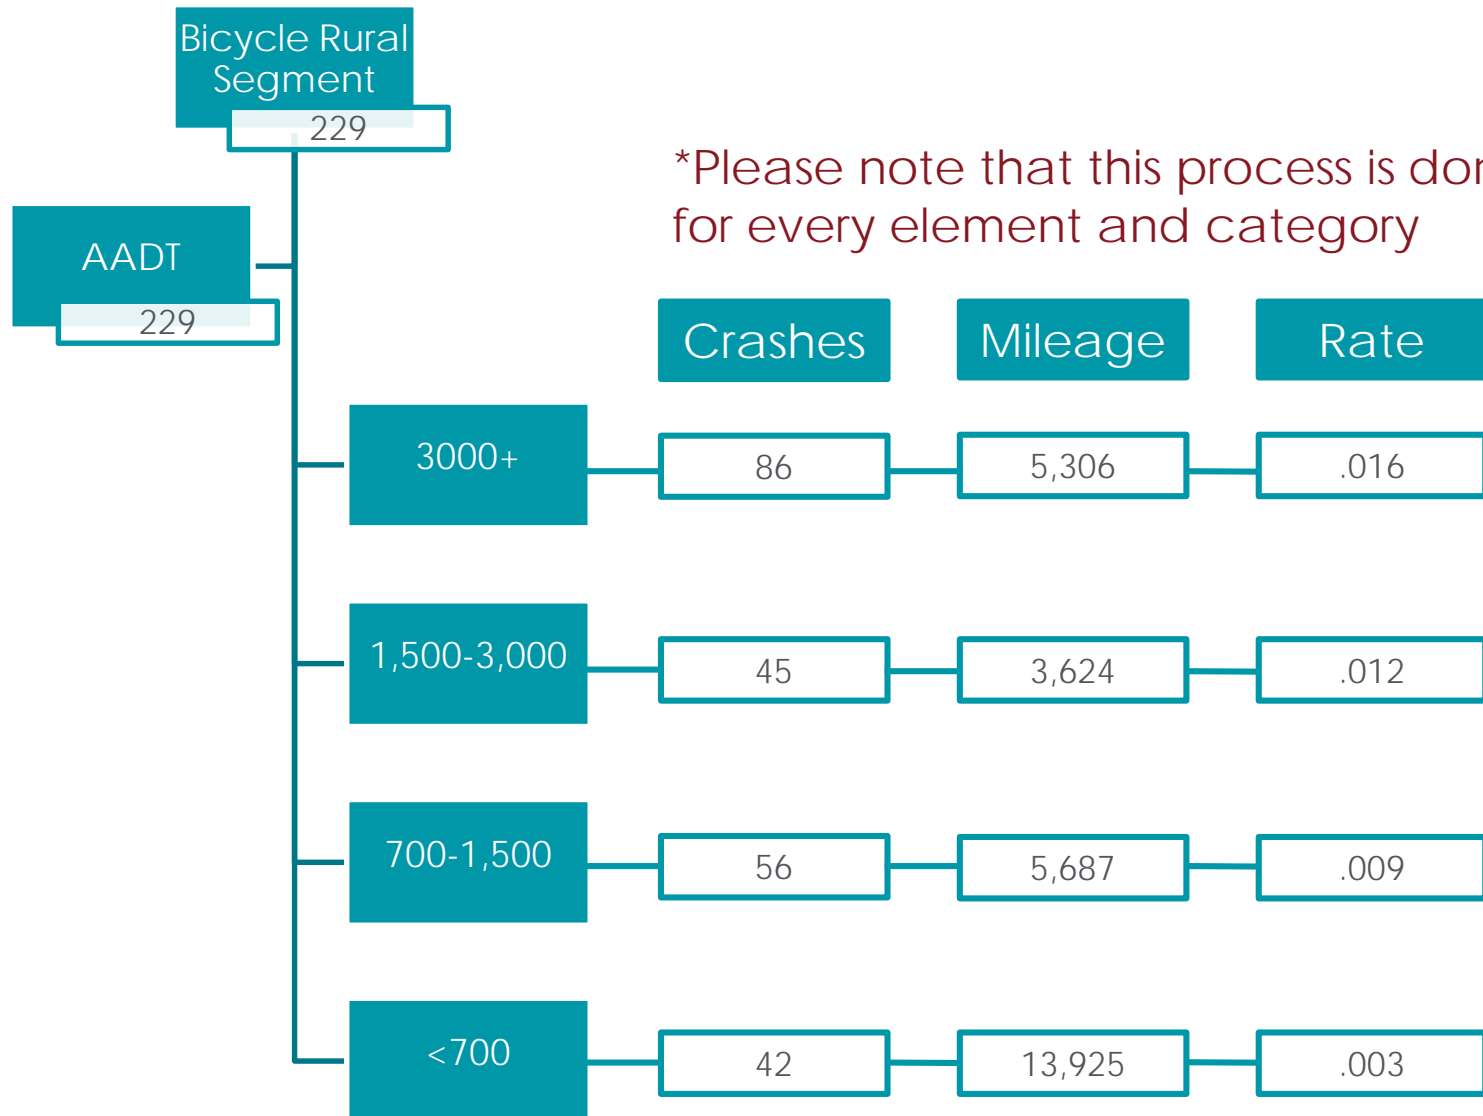 Bicycle Rural
Segment
229
*Please note that this process is
for every element and category
AADT
229
Crashes Mileage Rate
3000+ 86 5,306 .016
1,500-3,000 45 3,624 .012
700-1,500 56 5,687 .009
<700 42 13,925 .003